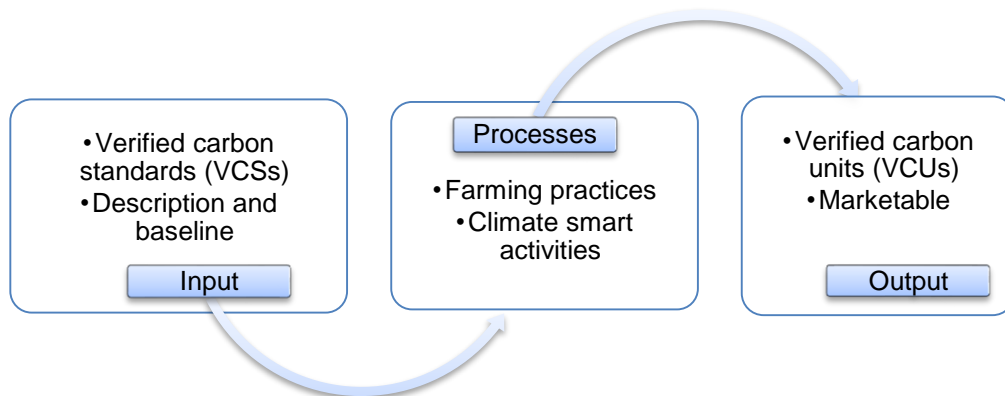 •Verified carbon
standards (VCSs)
•Description and
baseline
Input
Processes
•Farming practices
•Climate smart
activities
•Verified carbon
units (VCUs)
•Marketable
Output